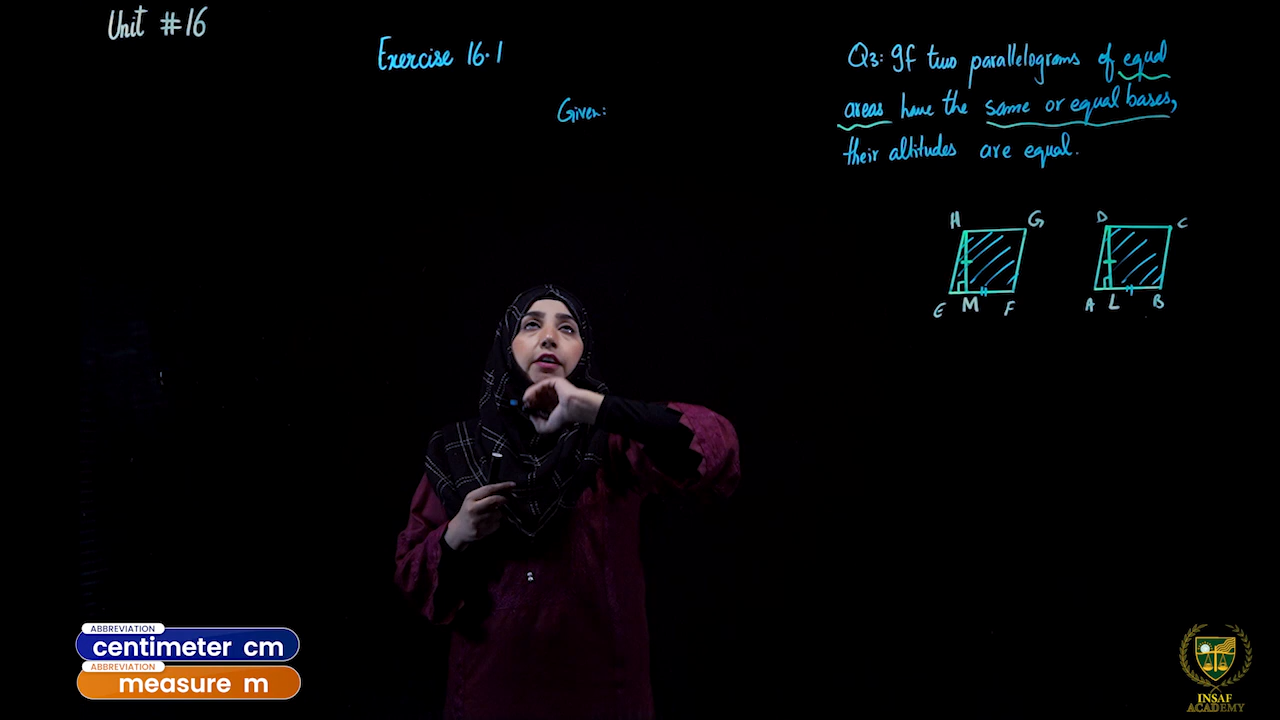 Unit #16
Exercise 16.1
Given:
Q3: If two parallelograms of equal
areas have the same or equal bases,
their altitudes are equal.
H G
E M F
D C
A L B
ABBREVIATION
centimeter cm
ABBREVIATION
measure m
INSAF
ACADEMY